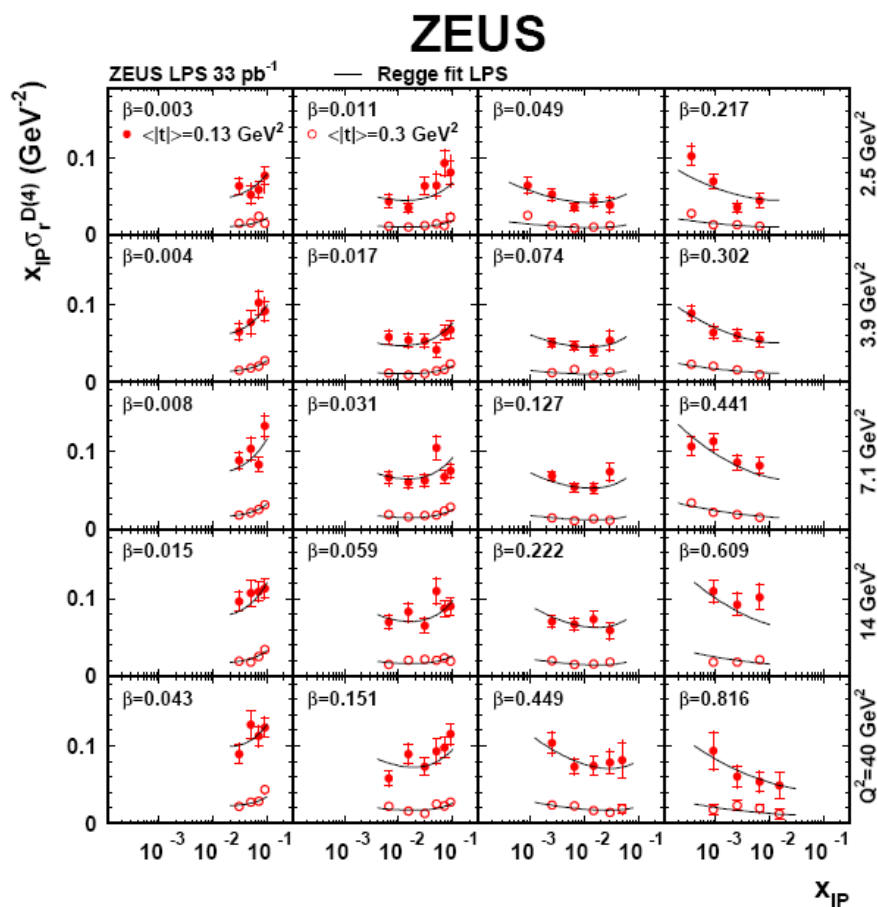 ZEUS
ZEUS LPS 33 pb⁻¹ — Regge fit LPS
x_IP σ_r^D(4) (GeV⁻²)
β=0.003 β=0.011 β=0.049 β=0.217
<|t|>=0.13 GeV² <|t|>=0.3 GeV²
0.1
0
2.5 GeV²
β=0.004 β=0.017 β=0.074 β=0.302
0.1
0
3.9 GeV²
β=0.008 β=0.031 β=0.127 β=0.441
0.1
0
7.1 GeV²
β=0.015 β=0.059 β=0.222 β=0.609
0.1
0
14 GeV²
β=0.043 β=0.151 β=0.449 β=0.816
0.1
0
Q²=40 GeV²
10⁻³ 10⁻² 10⁻¹ 10⁻³ 10⁻² 10⁻¹ 10⁻³ 10⁻² 10⁻¹ 10⁻³ 10⁻² 10⁻¹
x_IP